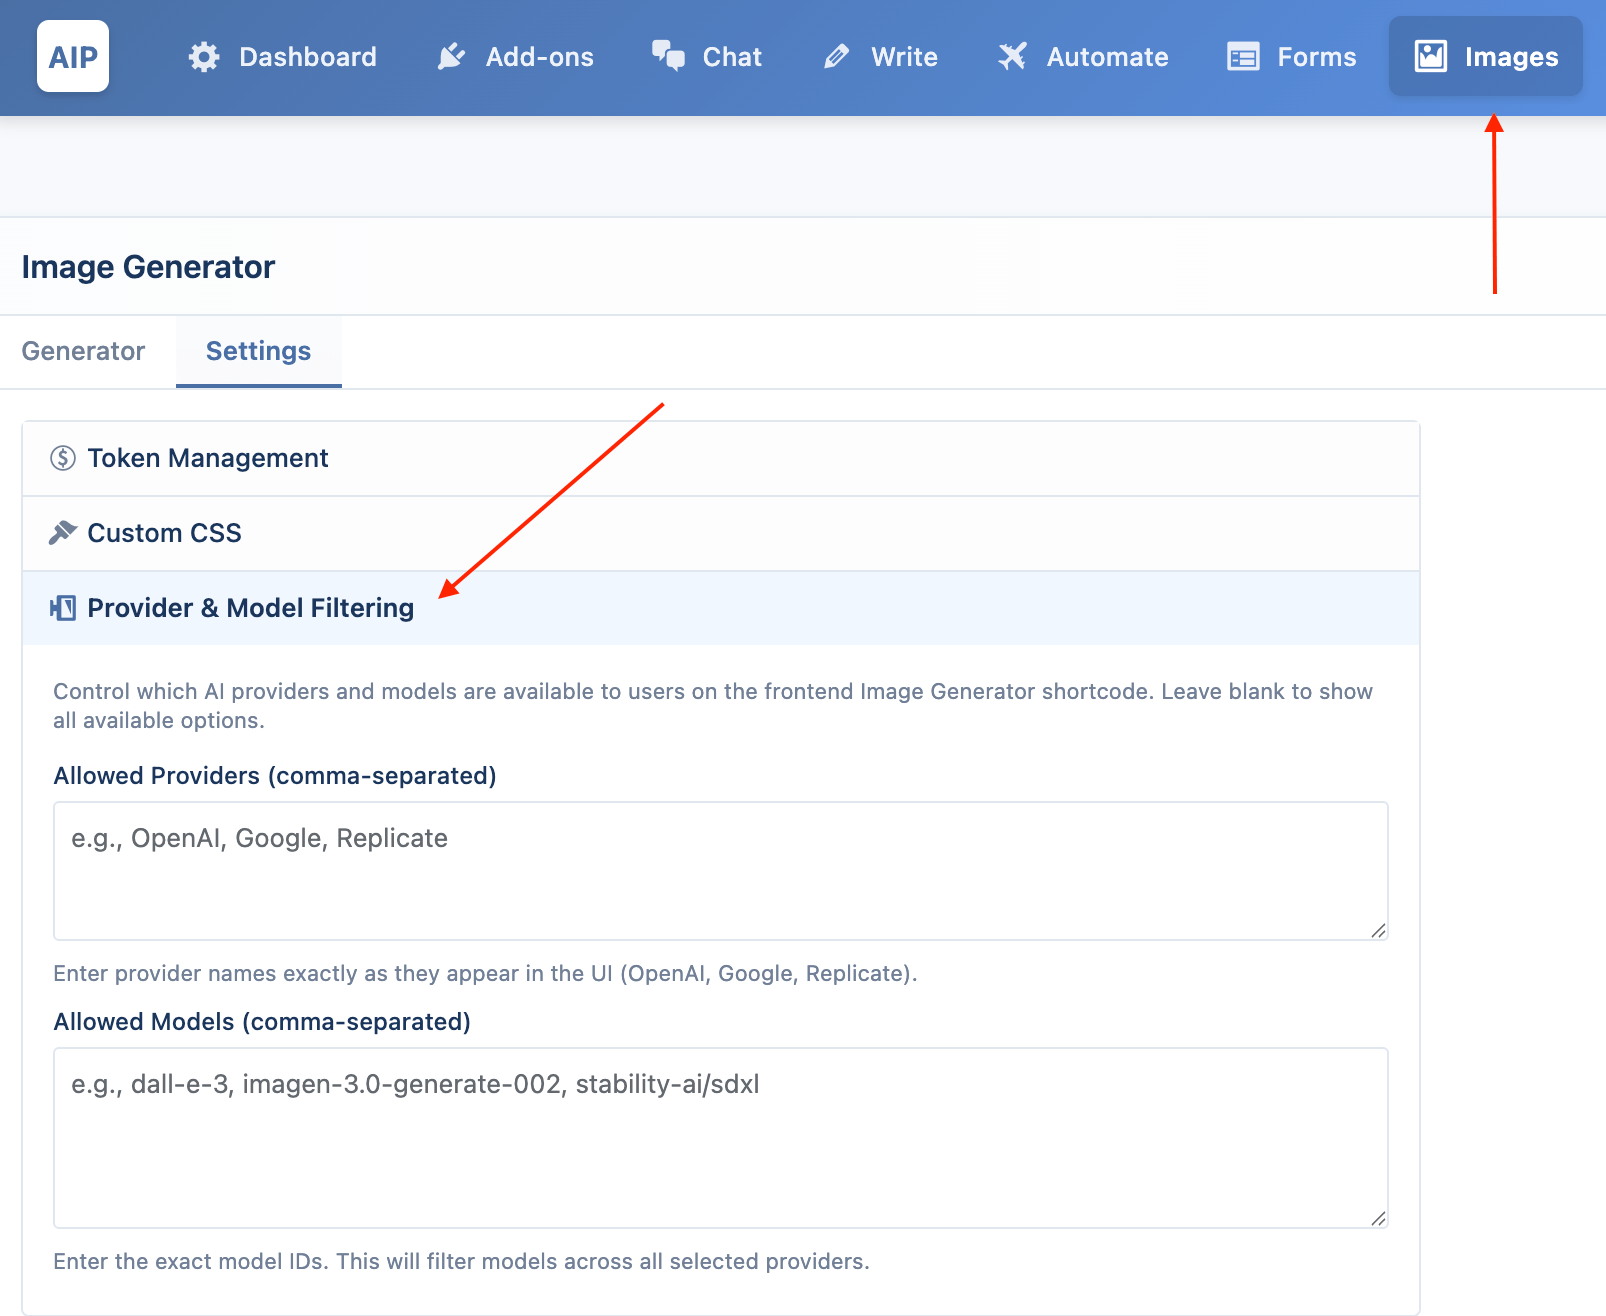 AIP
Dashboard
Add-ons
Chat
Write
Automate
Forms
Images
Image Generator
Generator
Settings
Token Management
Custom CSS
Provider & Model Filtering
Control which AI providers and models are available to users on the frontend Image Generator shortcode. Leave blank to show
all available options.
Allowed Providers (comma-separated)
e.g., OpenAI, Google, Replicate
Enter provider names exactly as they appear in the UI (OpenAI, Google, Replicate).
Allowed Models (comma-separated)
e.g., dall-e-3, imagen-3.0-generate-002, stability-ai/sdxl
Enter the exact model IDs. This will filter models across all selected providers.